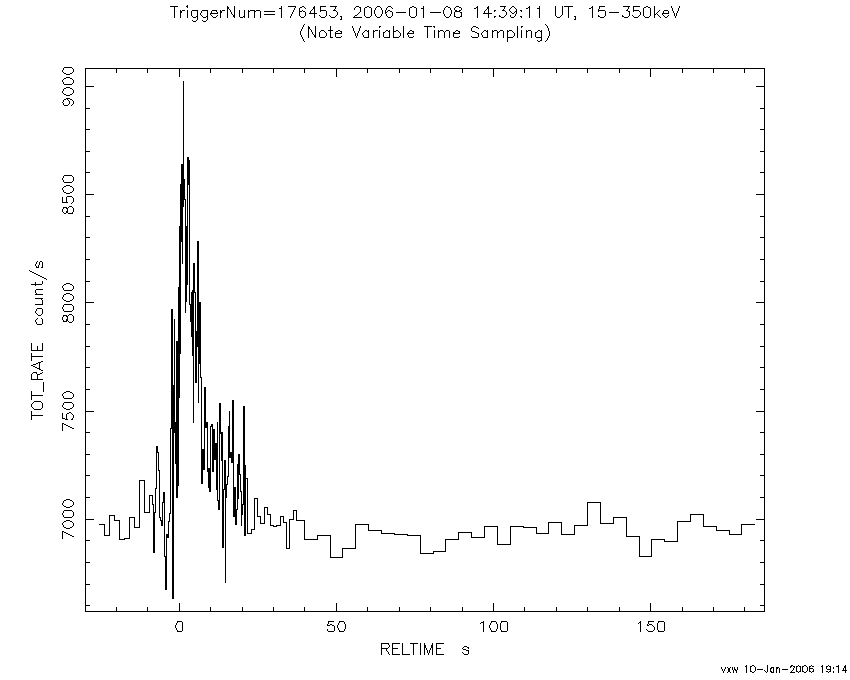 TriggerNum=176453, 2006-01-08 14:39:11 UT, 15-350keV
(Note Variable Time Sampling)
9000
8500
8000
7500
7000
TOT_RATE count/s
0 50 100 150
RELTIME s
vxw 10-Jan-2006 19:14